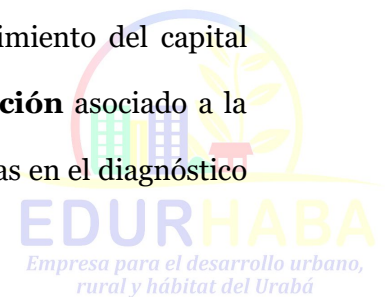 imiento del capital
ción asociado a la
as en el diagnóstico
EDURHABA
Empresa para el desarrollo urbano,
rural y hábitat del Urabá